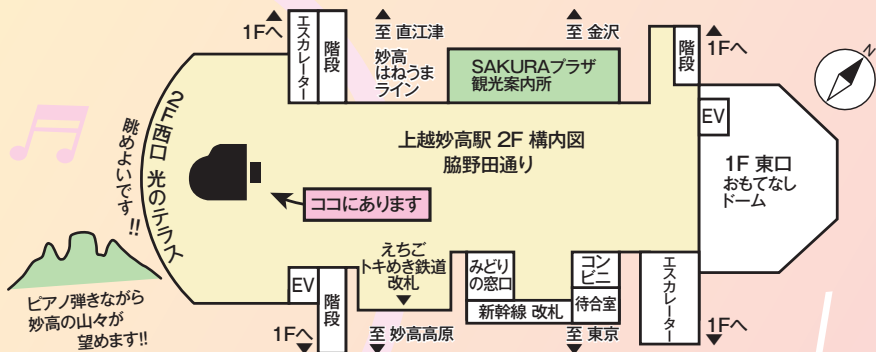 1Fへ
エスカレーター
階段
至 直江津
妙高
はねうま
ライン
至 金沢
SAKURAプラザ
観光案内所
階段
1Fへ
N
EV
2F西口 光のテラス
眺めよいです!!
上越妙高駅 2F 構内図
脇野田通り
1F 東口
おもてなし
ドーム
ココにあります
ピアノ弾きながら
妙高の山々が
望めます!!
EV
階段
1Fへ
えちご
トキめき鉄道
改札
至 妙高高原
みどり
の窓口
新幹線 改札
コン
ビニ
待合室
至 東京
エスカレーター
1Fへ